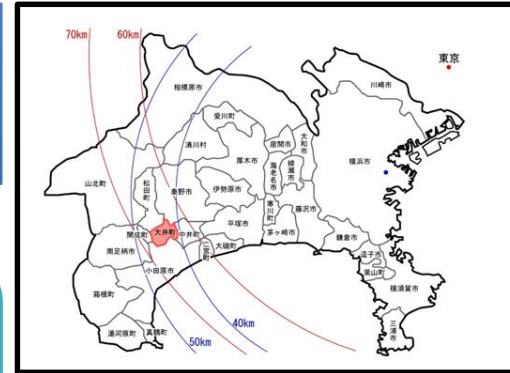 70km
60km
東京
川崎市
相模原市
愛川町
大和市
座間市
清川村
綾瀬市
横浜市
厚木市
海老名市
山北町
松田町
秦野市
伊勢原市
寒川町
藤沢市
開成町
大井町
中井町
平塚市
茅ヶ崎市
鎌倉市
南足柄市
二宮町
大磯町
逗子市
葉山町
小田原市
横須賀市
箱根町
三浦市
湯河原町
真鶴町
50km
40km